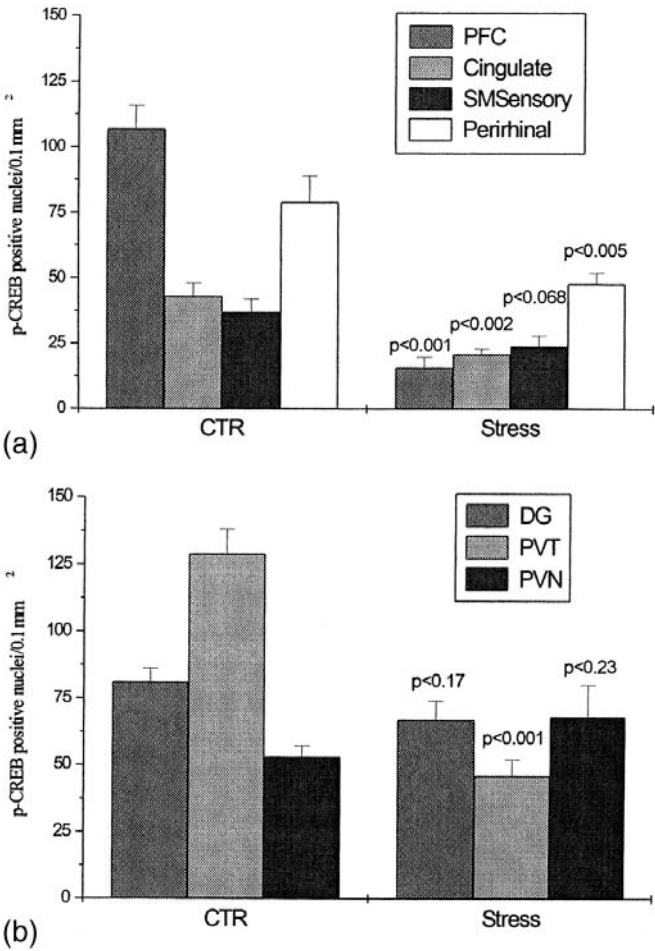 150
125
100
75
50
25
0
p-CREB positive nuclei/0.1 mm 2
PFC
Cingulate
SMSensory
Perirhinal
p<0.001
p<0.002
p<0.068
p<0.005
CTR
Stress
(a)
150
125
100
75
50
25
0
p-CREB positive nuclei/0.1 mm 2
DG
PVT
PVN
p<0.17
p<0.001
p<0.23
CTR
Stress
(b)